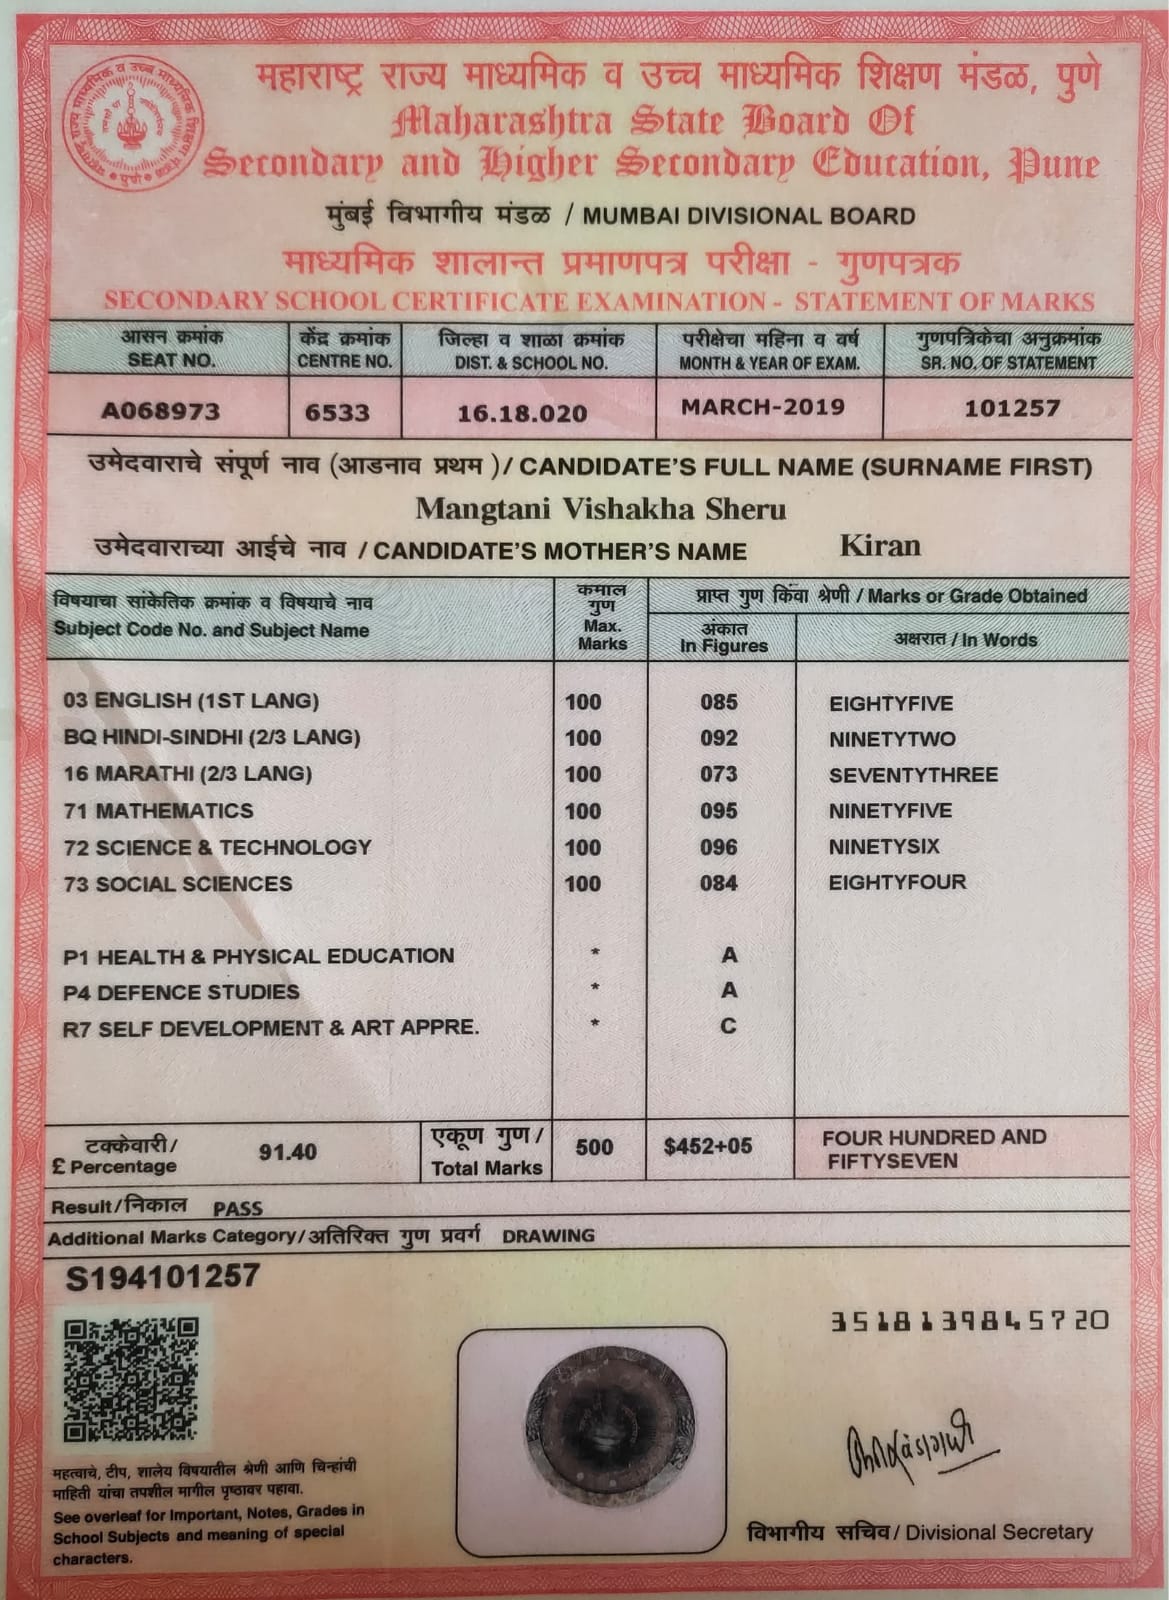 महाराष्ट्र राज्य माध्यमिक व उच्च माध्यमिक शिक्षण मंडळ, पुणे
Maharashtra State Board Of
Secondary and Higher Secondary Education, Pune
मुंबई विभागीय मंडळ / MUMBAI DIVISIONAL BOARD
माध्यमिक शालान्त प्रमाणपत्र परीक्षा - गुणपत्रक
SECONDARY SCHOOL CERTIFICATE EXAMINATION - STATEMENT OF MARKS
आसन क्रमांक केंद्र क्रमांक जिल्हा व शाळा क्रमांक परीक्षेचा महिना व वर्ष गुणपत्रिकेचा अनुक्रमांक
SEAT NO. CENTRE NO. DIST. & SCHOOL NO. MONTH & YEAR OF EXAM. SR. NO. OF STATEMENT
A068973 6533 16.18.020 MARCH-2019 101257
उमेदवाराचे संपूर्ण नाव (आडनाव प्रथम )/ CANDIDATE'S FULL NAME (SURNAME FIRST)
Mangtani Vishakha Sheru
उमेदवाराच्या आईचे नाव / CANDIDATE'S MOTHER'S NAME Kiran
विषयाचा सांकेतिक क्रमांक व विषयाचे नाव
Subject Code No. and Subject Name
कमाल
गुण
Max.
Marks
प्राप्त गुण किंवा श्रेणी / Marks or Grade Obtained
अंकात
In Figures
अक्षरात / In Words
03 ENGLISH (1ST LANG) 100 085 EIGHTYFIVE
BQ HINDI-SINDHI (2/3 LANG) 100 092 NINETYTWO
16 MARATHI (2/3 LANG) 100 073 SEVENTYTHREE
71 MATHEMATICS 100 095 NINETYFIVE
72 SCIENCE & TECHNOLOGY 100 096 NINETYSIX
73 SOCIAL SCIENCES 100 084 EIGHTYFOUR
P1 HEALTH & PHYSICAL EDUCATION * A
P4 DEFENCE STUDIES * A
R7 SELF DEVELOPMENT & ART APPRE. * C
टक्केवारी/
£ Percentage
91.40
एकूण गुण /
Total Marks
500 $452+05
FOUR HUNDRED AND
FIFTYSEVEN
Result/निकाल PASS
Additional Marks Category/अतिरिक्त गुण प्रवर्ग DRAWING
S194101257
3518139845720
महत्वाचे, टीप, शालेय विषयातील श्रेणी आणि चिन्हांची
माहिती यांचा तपशील मागील पृष्ठावर पहावा.
See overleaf for Important, Notes, Grades in
School Subjects and meaning of special
characters.
विभागीय सचिव/ Divisional Secretary